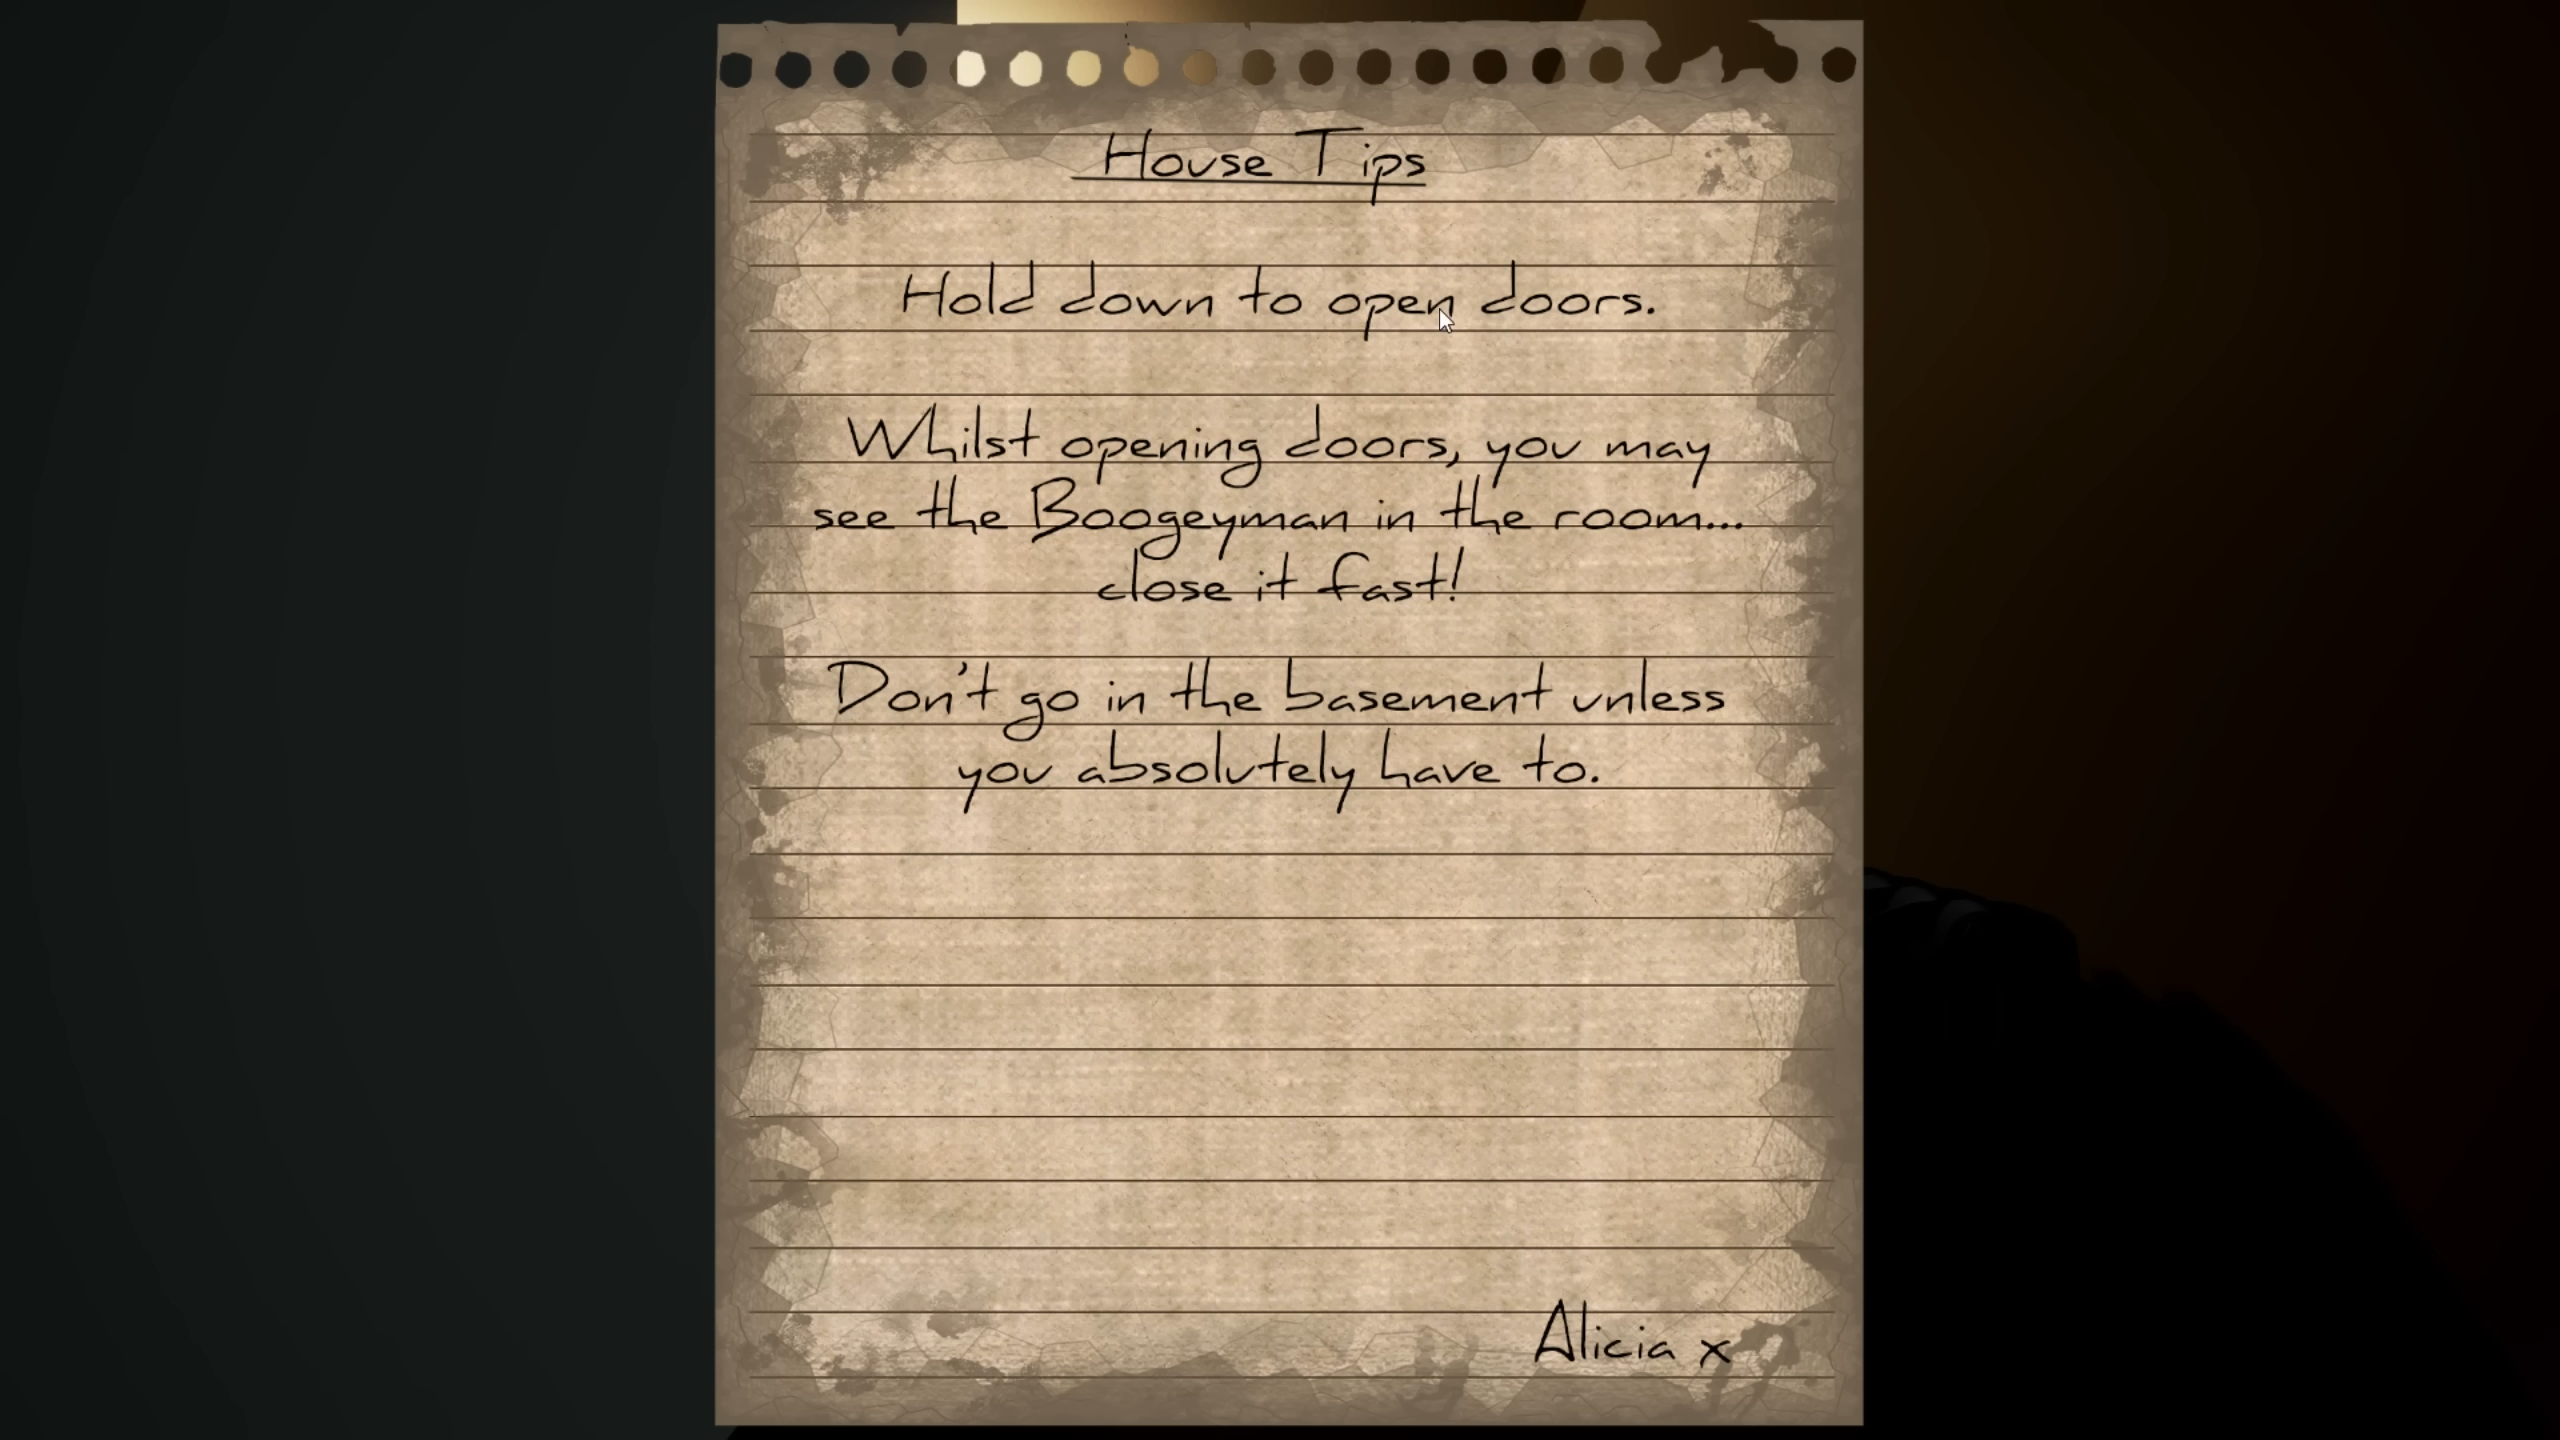 House Tips
Hold down to open doors.
Whilst opening doors, you may
see the Boogeyman in the room...
close it fast!
Don't go in the basement unless
you absolutely have to.
Alicia x